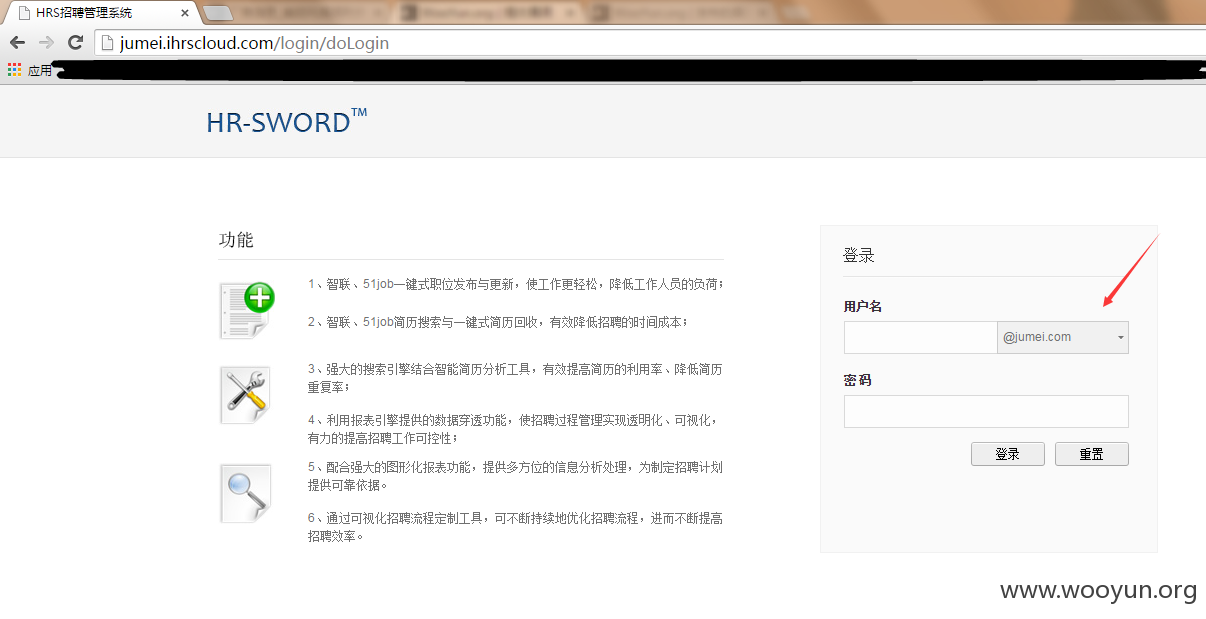 HRS招聘管理系统
jumei.ihrscloud.com/login/doLogin
应用
HR-SWORD™
功能
1、智联、51job一键式职位发布与更新，使工作更轻松，降低工作人员的负荷；
2、智联、51job简历搜索与一键式简历回收，有效降低招聘的时间成本；
3、强大的搜索引擎结合智能简历分析工具，有效提高简历的利用率、降低简历
重复率；
4、利用报表引擎提供的数据穿透功能，使招聘过程管理实现透明化、可视化，
有力的提高招聘工作可控性；
5、配合强大的图形化报表功能，提供多方位的信息分析处理，为制定招聘计划
提供可靠依据。
6、通过可视化招聘流程定制工具，可不断持续地优化招聘流程，进而不断提高
招聘效率。
登录
用户名
@jumei.com
密码
登录 重置
www.wooyun.org